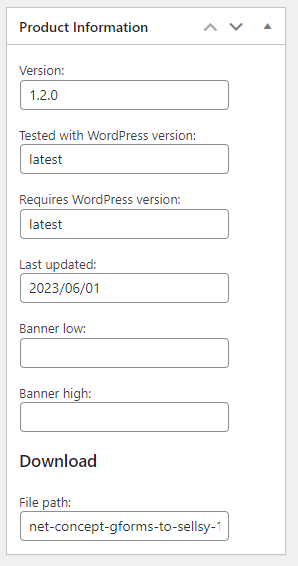 Product Information
Version:
1.2.0
Tested with WordPress version:
latest
Requires WordPress version:
latest
Last updated:
2023/06/01
Banner low:
Banner high:
Download
File path:
net-concept-gforms-to-sellsy-1